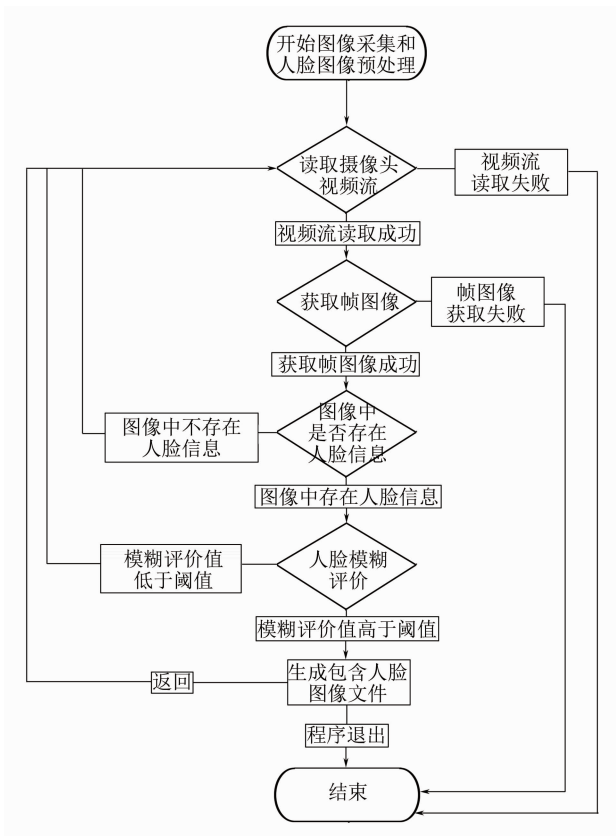 开始图像采集和
人脸图像预处理
读取摄像头
视频流
视频流
读取失败
视频流读取成功
获取帧图像
帧图像
获取失败
获取帧图像成功
图像中
是否存在
人脸信息
图像中不存在
人脸信息
图像中存在人脸信息
人脸模糊
评价
模糊评价值
低于阈值
模糊评价值高于阈值
生成包含人脸
图像文件
返回
程序退出
结束